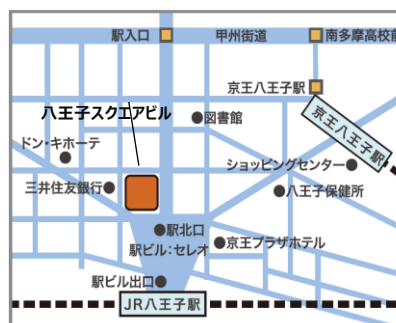 駅入口
甲州街道
南多摩高校前
京王八王子駅
八王子スクエアビル
図書館
京王八王子駅
ドン・キホーテ
ショッピングセンター
三井住友銀行
八王子保健所
駅北口
駅ビル:セレオ
京王プラザホテル
駅ビル出口
JR八王子駅